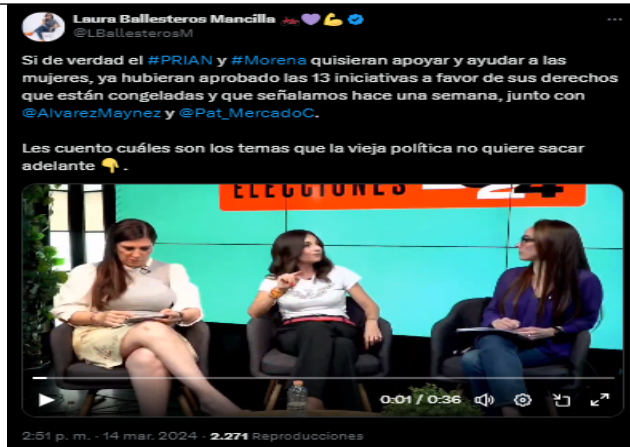 Laura Ballesteros Mancilla
@LBallesterosM
Si de verdad el #PRIAN y #Morena quisieran apoyar y ayudar a las
mujeres, ya hubieran aprobado las 13 iniciativas a favor de sus derechos
que están congeladas y que señalamos hace una semana, junto con
@AlvarezMaynez y @Pat_MercadoC.
Les cuento cuáles son los temas que la vieja política no quiere sacar
adelante 👇.
ELECCIONES
24
0:01 / 0:36
2:51 p. m. · 14 mar. 2024 · 2.271 Reproducciones